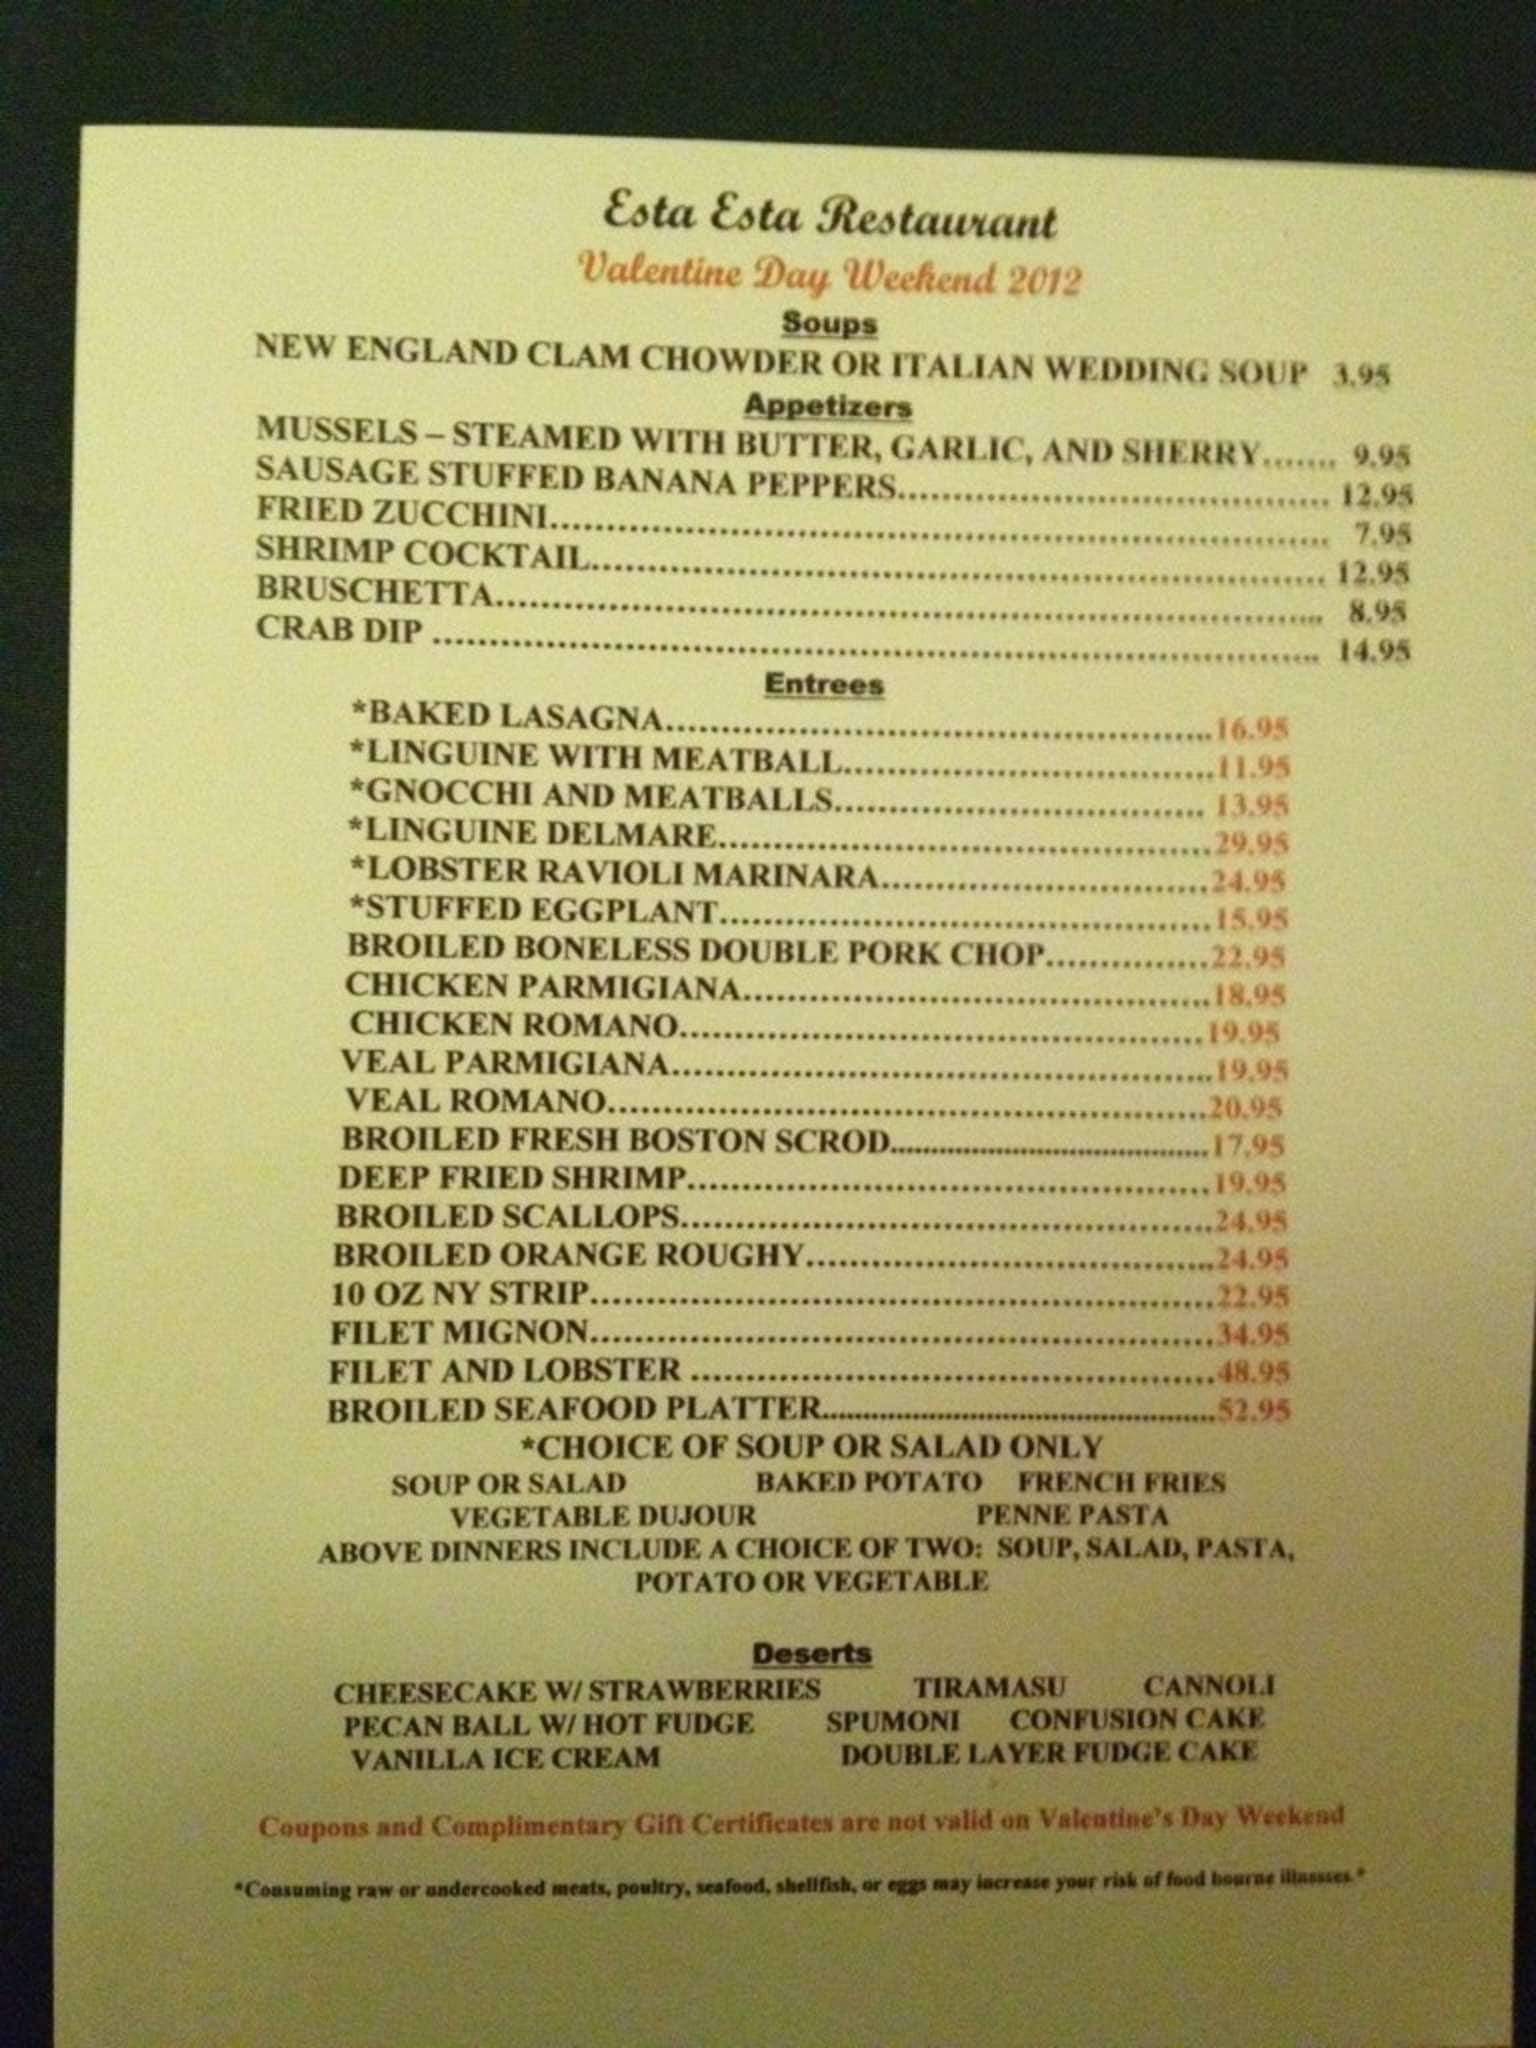 Esta Esta Restaurant
Valentine Day Weekend 2012
Soups
NEW ENGLAND CLAM CHOWDER OR ITALIAN WEDDING SOUP 3.95
Appetizers
MUSSELS – STEAMED WITH BUTTER, GARLIC, AND SHERRY....... 9.95
SAUSAGE STUFFED BANANA PEPPERS....................................... 12.95
FRIED ZUCCHINI........................................................................ 7.95
SHRIMP COCKTAIL................................................................... 12.95
BRUSCHETTA............................................................................ 8.95
CRAB DIP ................................................................................. 14.95
Entrees
*BAKED LASAGNA..................................................16.95
*LINGUINE WITH MEATBALL..................................11.95
*GNOCCHI AND MEATBALLS.................................. 13.95
*LINGUINE DELMARE.............................................29.95
*LOBSTER RAVIOLI MARINARA..............................24.95
*STUFFED EGGPLANT.............................................15.95
BROILED BONELESS DOUBLE PORK CHOP...............22.95
CHICKEN PARMIGIANA...........................................18.95
CHICKEN ROMANO................................................19.95
VEAL PARMIGIANA.................................................19.95
VEAL ROMANO.......................................................20.95
BROILED FRESH BOSTON SCROD.............................17.95
DEEP FRIED SHRIMP................................................19.95
BROILED SCALLOPS.................................................24.95
BROILED ORANGE ROUGHY.....................................24.95
10 OZ NY STRIP.........................................................22.95
FILET MIGNON.........................................................34.95
FILET AND LOBSTER ................................................48.95
BROILED SEAFOOD PLATTER....................................52.95
*CHOICE OF SOUP OR SALAD ONLY
SOUP OR SALAD BAKED POTATO FRENCH FRIES
VEGETABLE DUJOUR PENNE PASTA
ABOVE DINNERS INCLUDE A CHOICE OF TWO: SOUP, SALAD, PASTA,
POTATO OR VEGETABLE
Deserts
CHEESECAKE W/ STRAWBERRIES TIRAMASU CANNOLI
PECAN BALL W/ HOT FUDGE SPUMONI CONFUSION CAKE
VANILLA ICE CREAM DOUBLE LAYER FUDGE CAKE
Coupons and Complimentary Gift Certificates are not valid on Valentine's Day Weekend
*Consuming raw or undercooked meats, poultry, seafood, shellfish, or eggs may increase your risk of food bourne illnesses.*